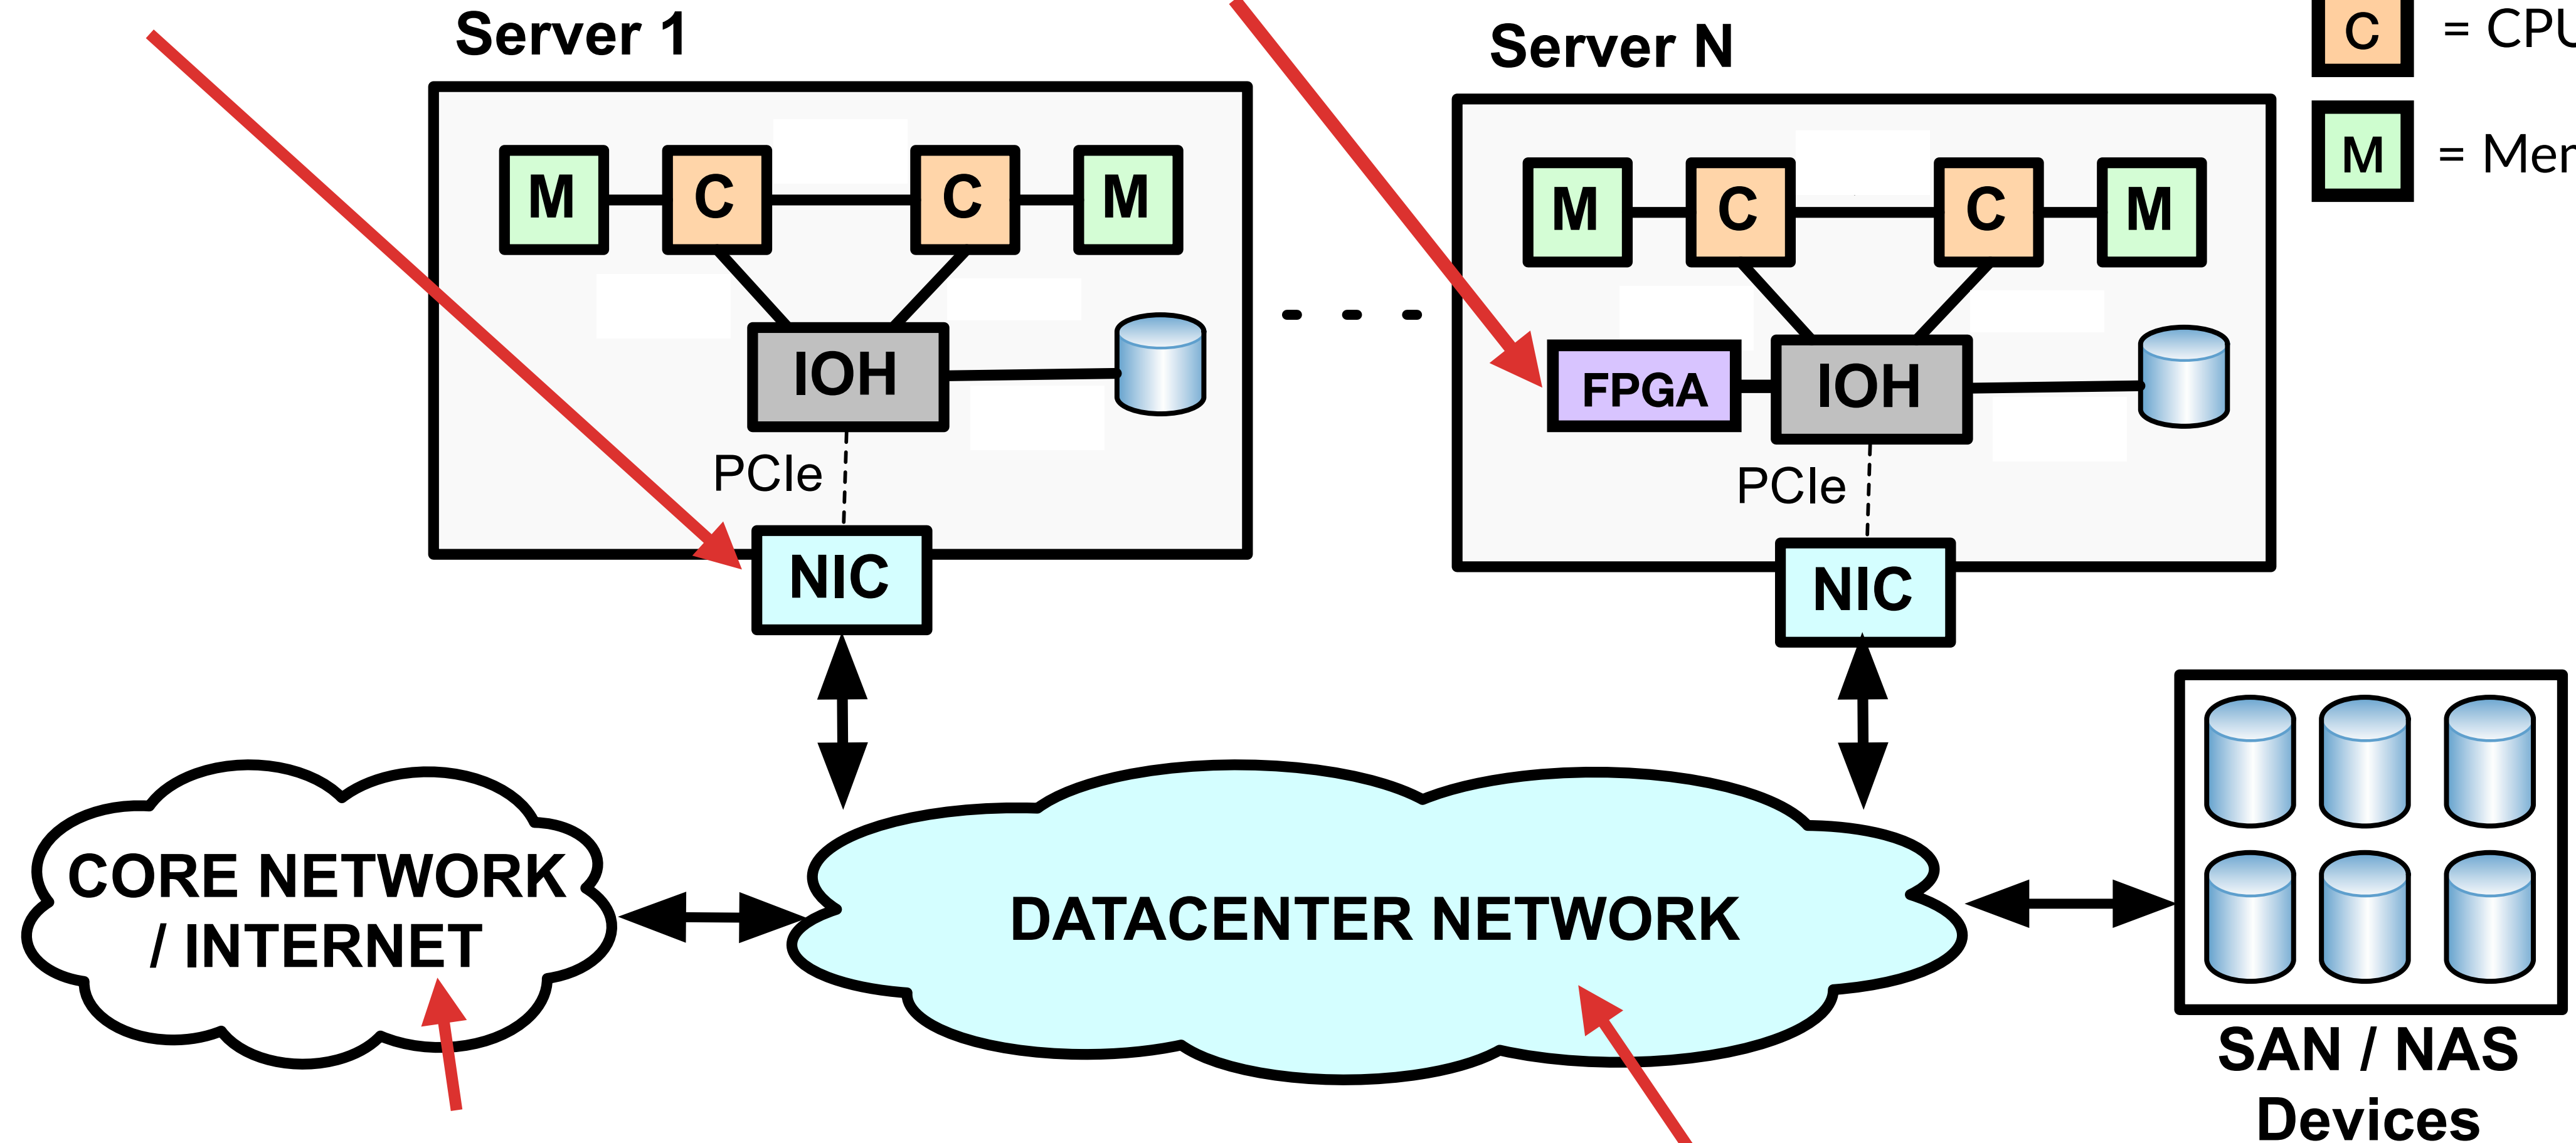 Server 1
Server N
C = CPU
M = Mem
M C C M
IOH
PCIe
NIC
M C C M
FPGA IOH
PCIe
NIC
CORE NETWORK
/ INTERNET
DATACENTER NETWORK
SAN / NAS
Devices